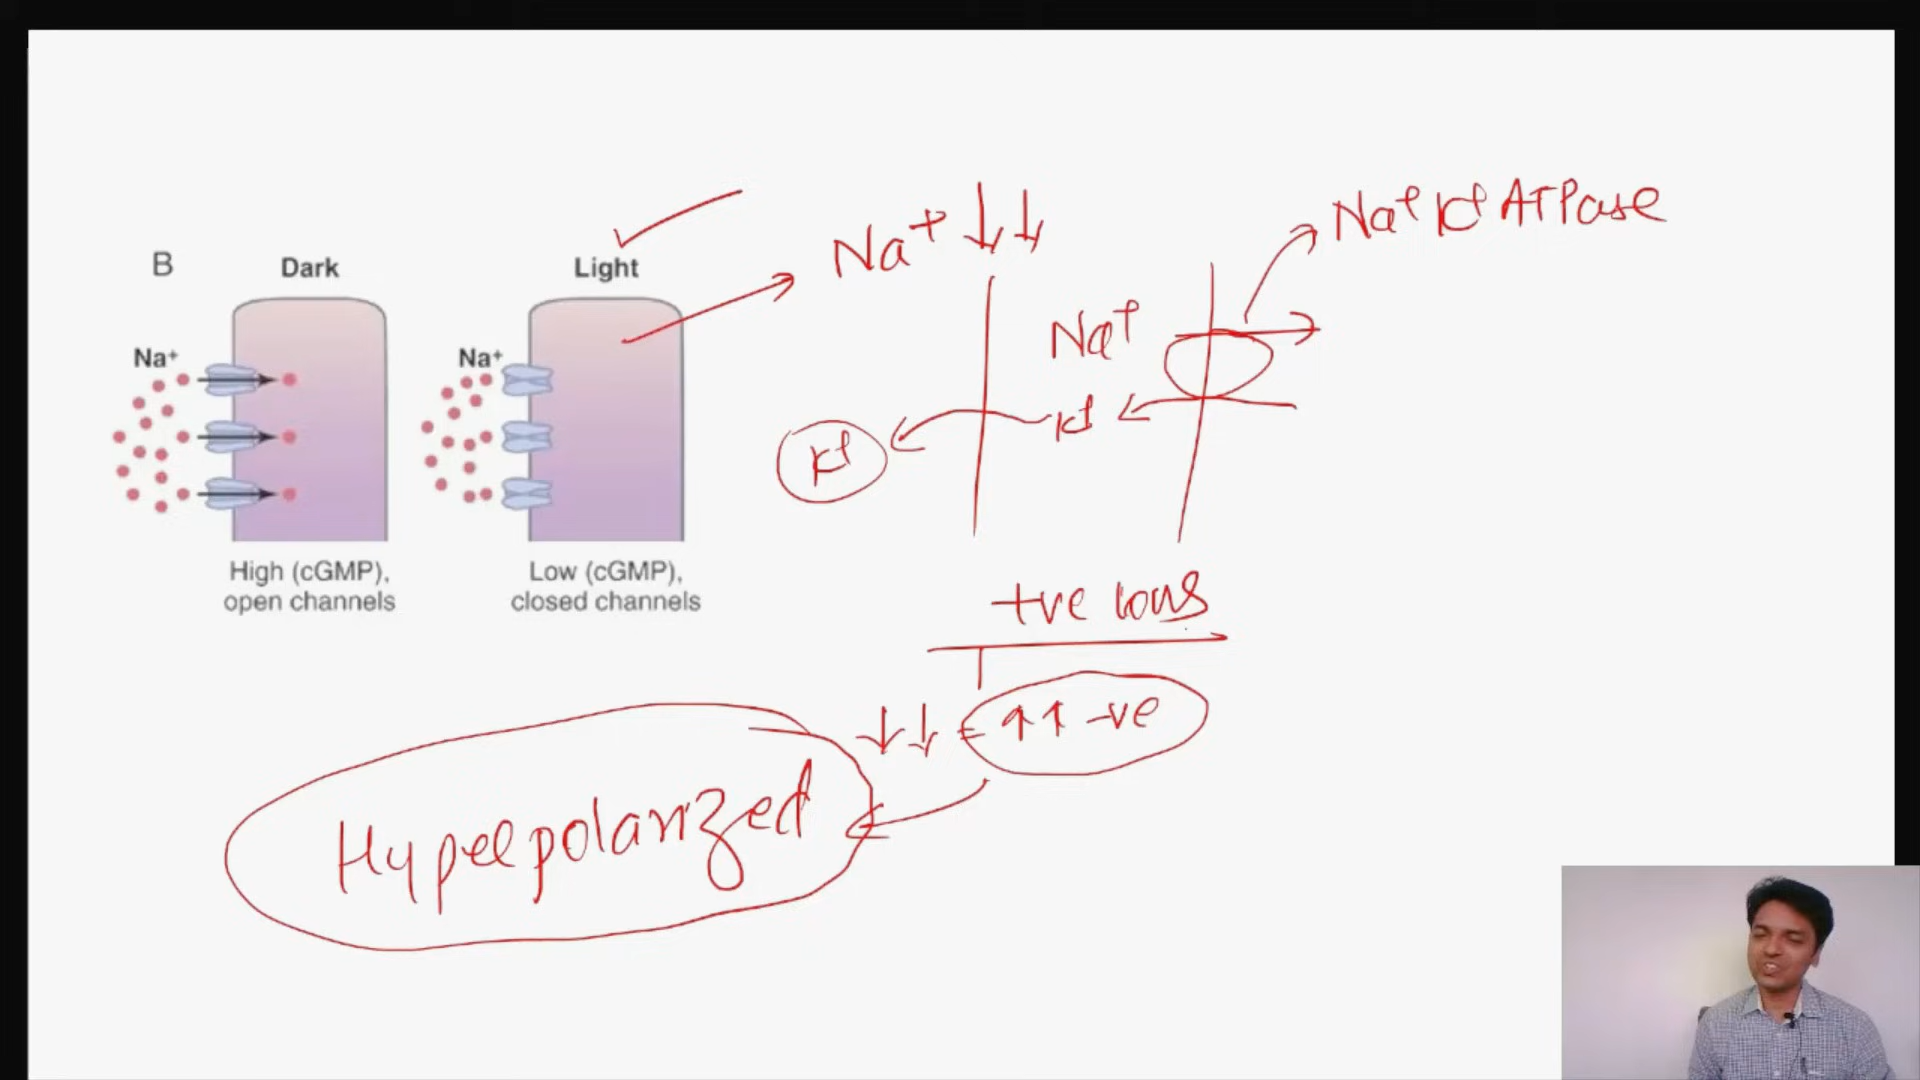 B
Dark
Light
Na⁺
Na⁺
High (cGMP),
open channels
Low (cGMP),
closed channels
Na⁺ ↓↓
Na⁺ K⁺ ATPase
Na⁺
K⁺
K⁺
+ve ions
↓↓ ↑↑ -ve
Hyperpolarized